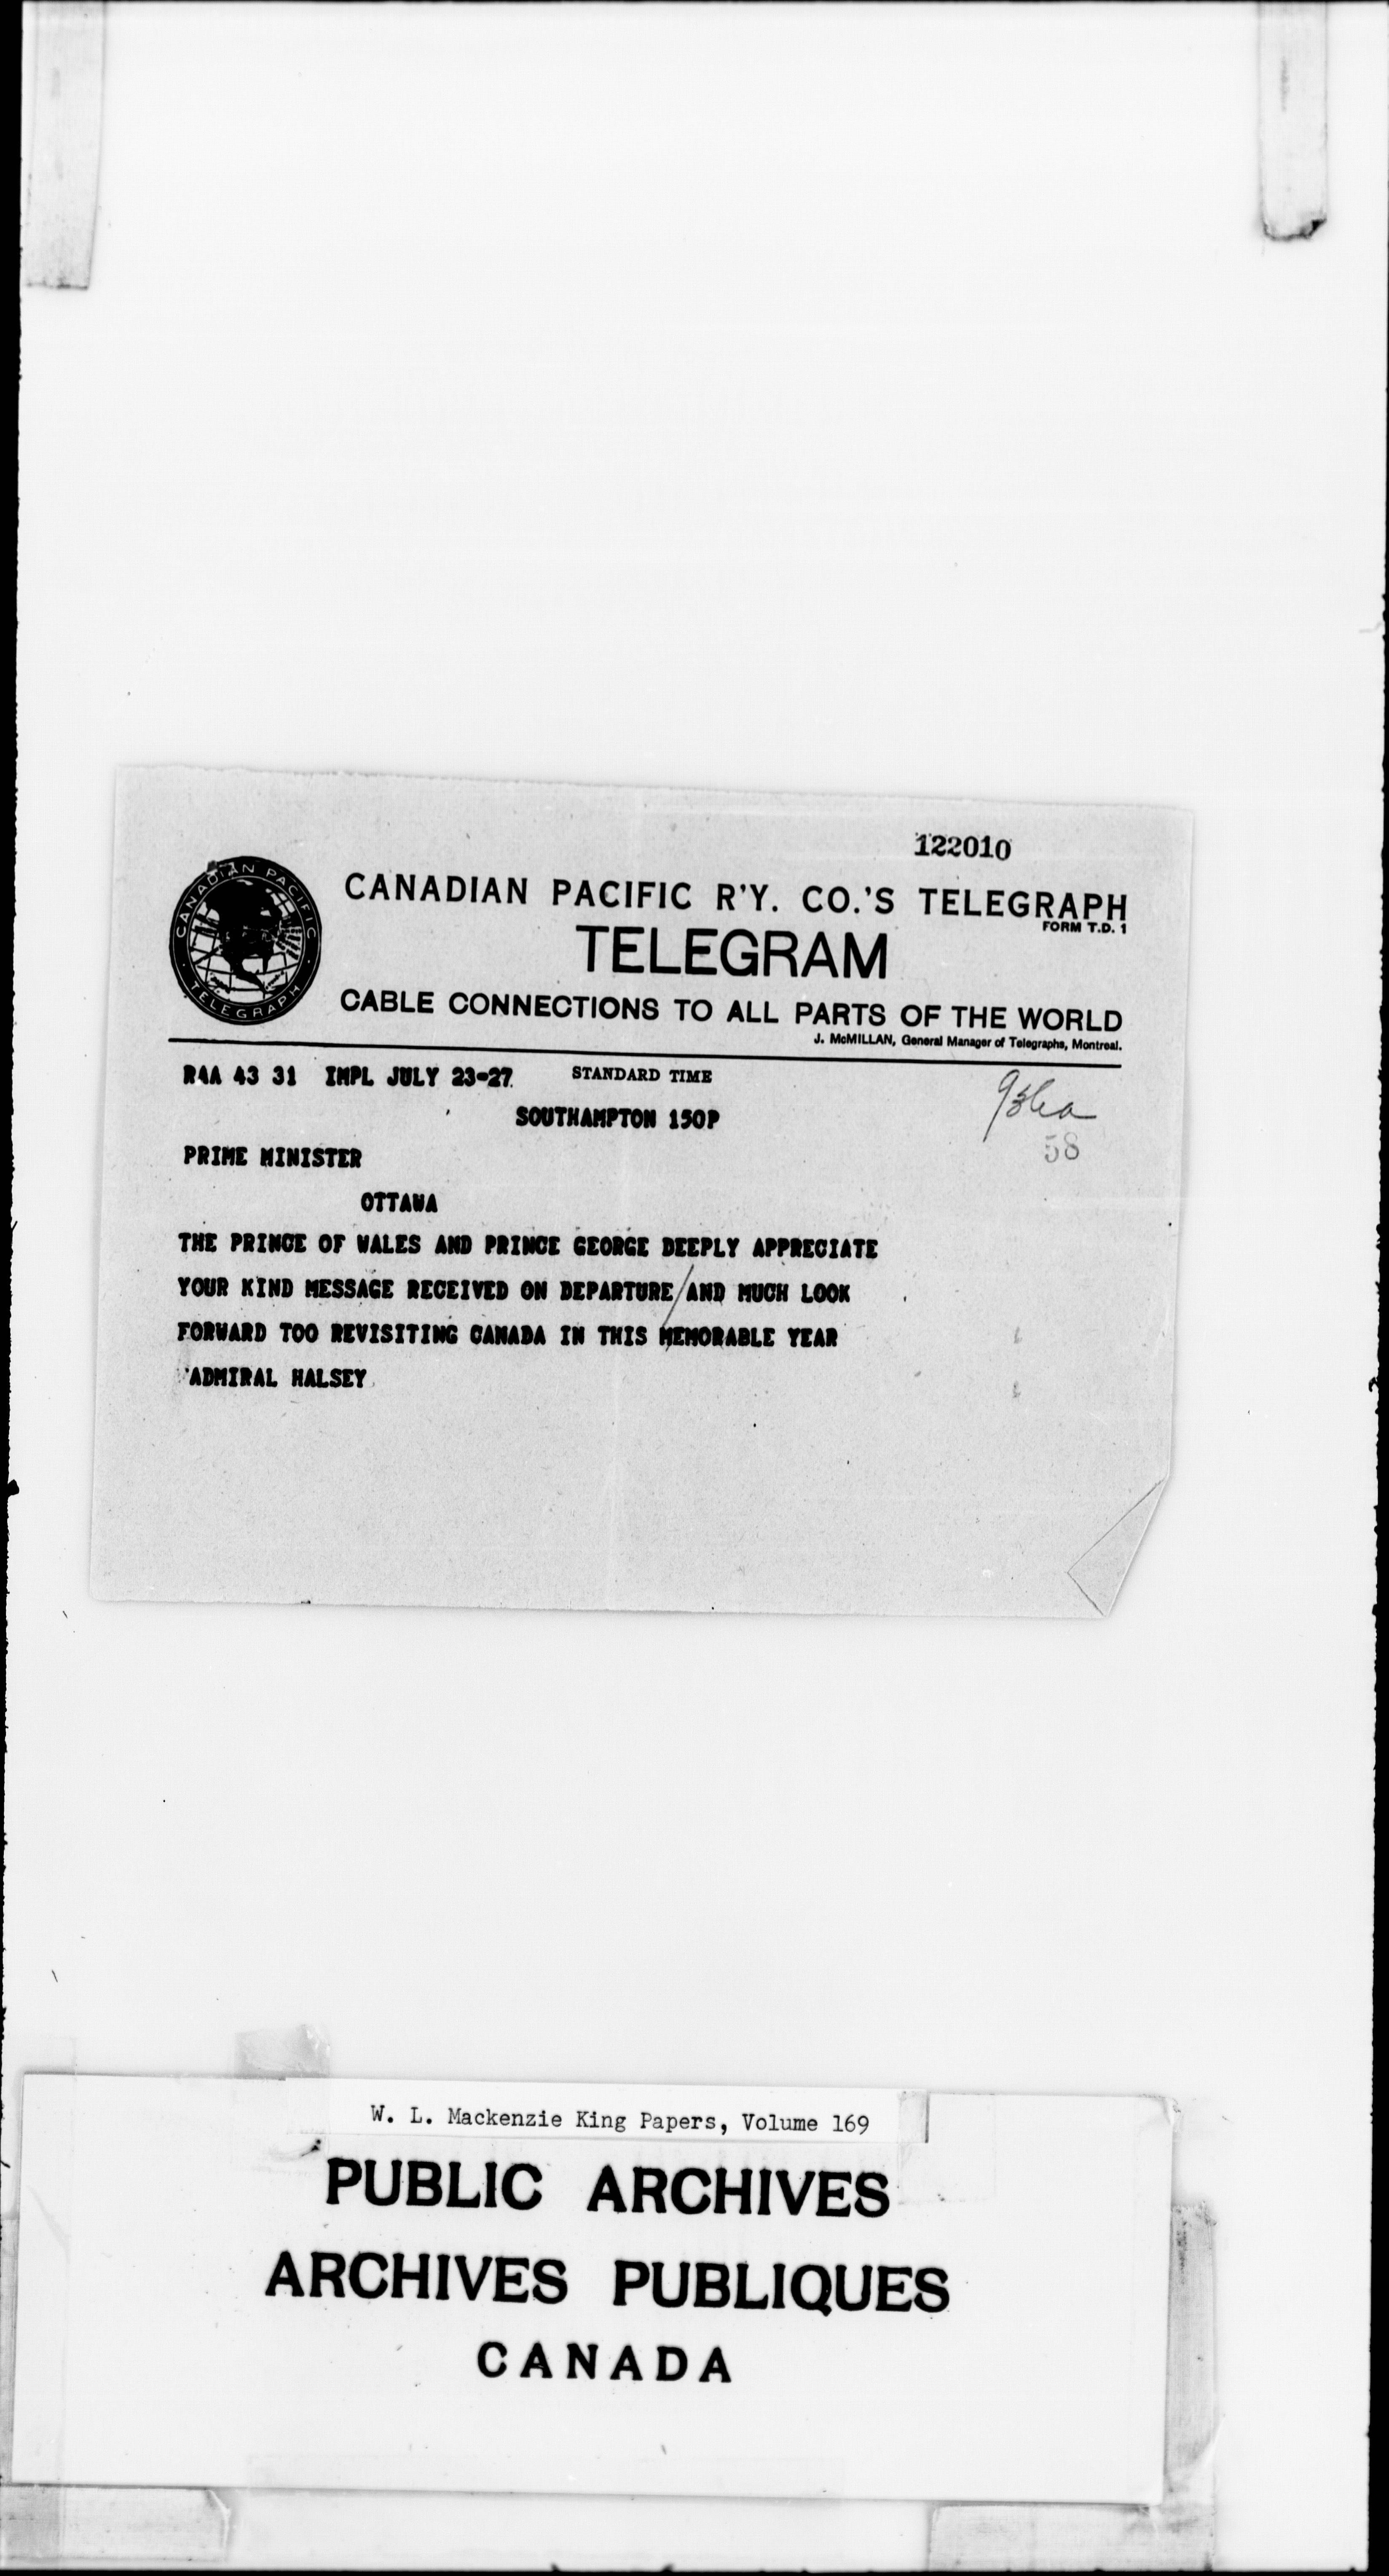 122010
CANADIAN PACIFIC
TELEGRAPH
CANADIAN PACIFIC R'Y. CO.'S TELEGRAPH
FORM T.D. 1
TELEGRAM
CABLE CONNECTIONS TO ALL PARTS OF THE WORLD
J. McMILLAN, General Manager of Telegraphs, Montreal.
R4A 43 31 IMPL JULY 23-27 STANDARD TIME
SOUTHAMPTON 150P
58
PRIME MINISTER
OTTAWA
THE PRINCE OF WALES AND PRINCE GEORGE DEEPLY APPRECIATE
YOUR KIND MESSAGE RECEIVED ON DEPARTURE/AND MUCH LOOK
FORWARD TOO REVISITING CANADA IN THIS MEMORABLE YEAR
ADMIRAL HALSEY
W. L. Mackenzie King Papers, Volume 169
PUBLIC ARCHIVES
ARCHIVES PUBLIQUES
CANADA